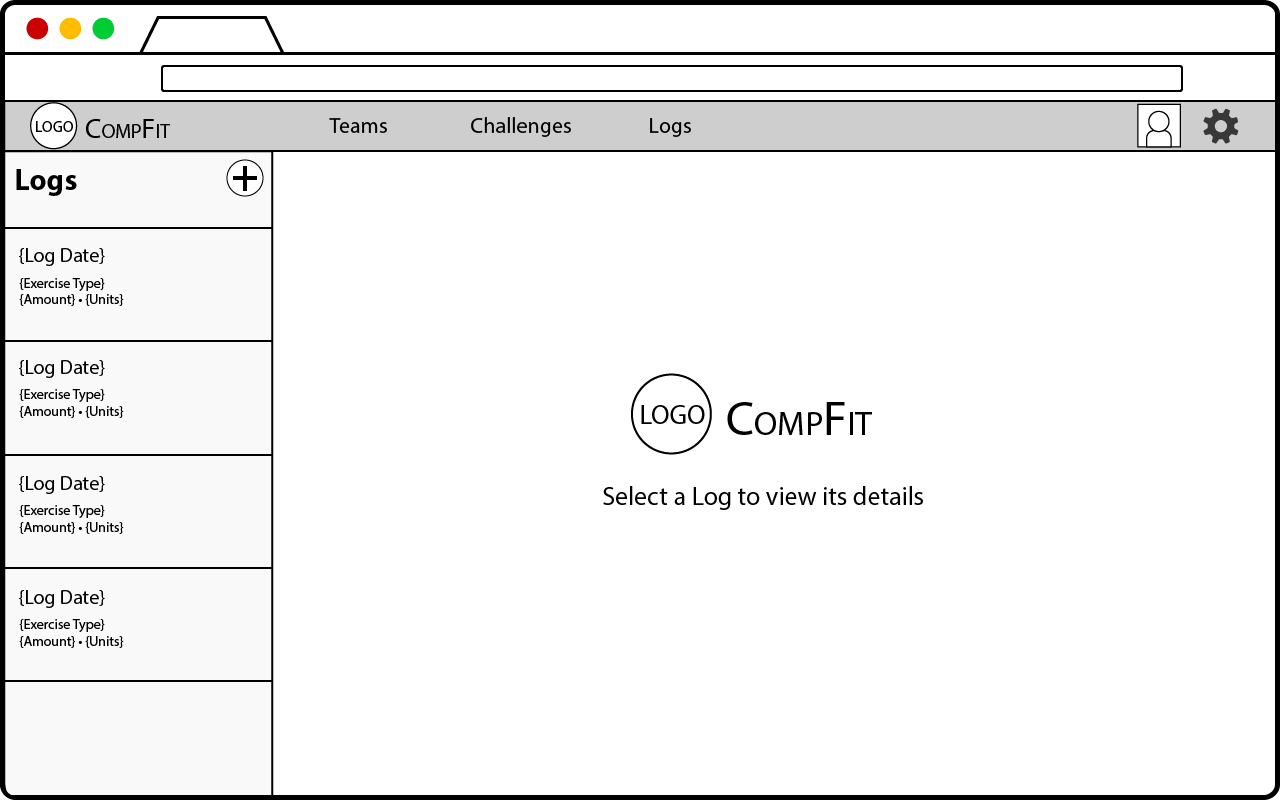 LOGO CompFit Teams Challenges Logs
Logs
{Log Date}
{Exercise Type}
{Amount} • {Units}
{Log Date}
{Exercise Type}
{Amount} • {Units}
{Log Date}
{Exercise Type}
{Amount} • {Units}
{Log Date}
{Exercise Type}
{Amount} • {Units}
LOGO CompFit
Select a Log to view its details